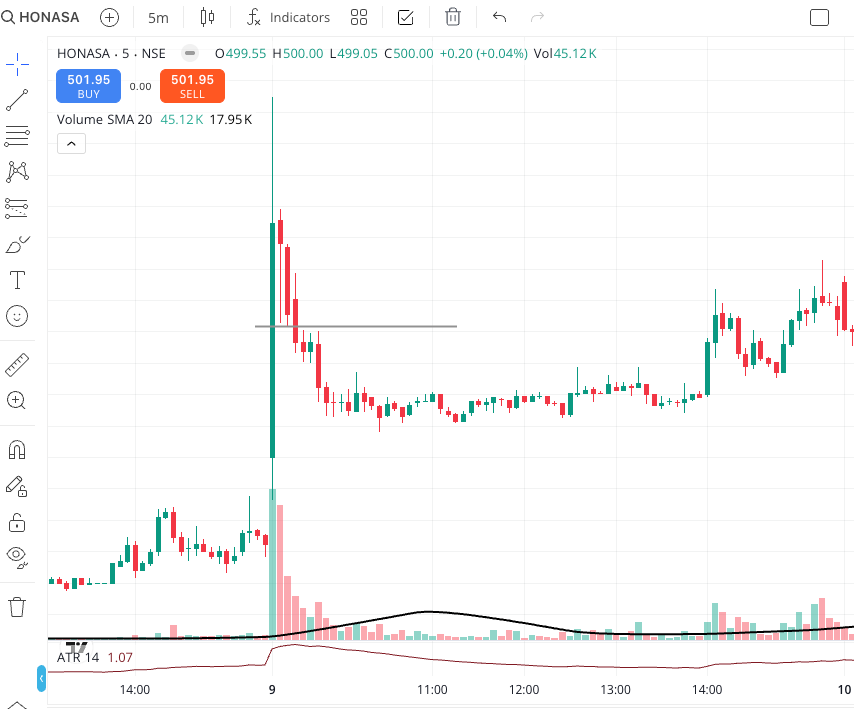 HONASA 5m Indicators
HONASA · 5 · NSE O499.55 H500.00 L499.05 C500.00 +0.20 (+0.04%) Vol45.12K
501.95 BUY 0.00 501.95 SELL
Volume SMA 20 45.12K 17.95K
ATR 14 1.07
14:00 9 11:00 12:00 13:00 14:00 10